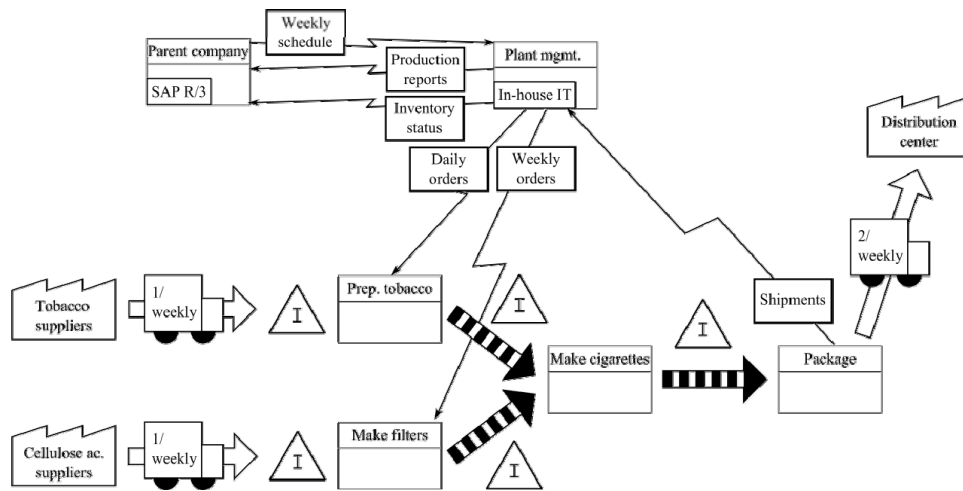 Weekly
schedule
Parent company
Plant mgmt.
Production
reports
SAP R/3
In-house IT
Inventory
status
Distribution
center
Daily
orders
Weekly
orders
2/
weekly
Tobacco
suppliers
1/
weekly
I
Prep. tobacco
I
Shipments
I
Make cigarettes
Package
Cellulose ac.
suppliers
1/
weekly
I
Make filters
I